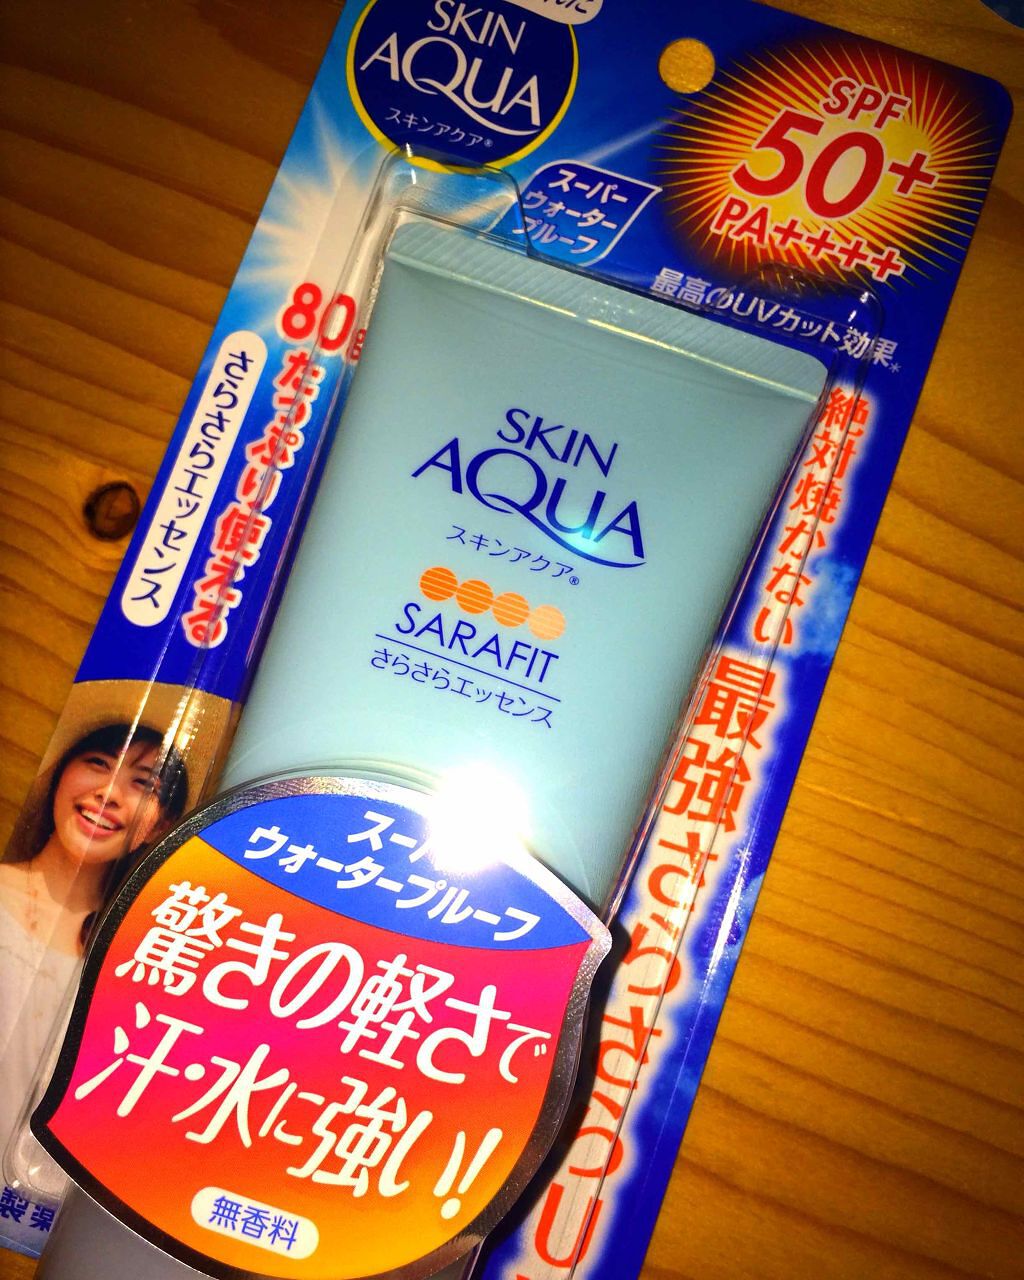 SKIN
AQUA
スキンアクア®
SPF
50+
PA++++
スーパー
ウォーター
プルーフ
最高のUVカット効果*
80g
たっぷり使える
さらさらエッセンス
絶対焼かない
最強さらさらU
SKIN
AQUA
スキンアクア®
SARAFIT
さらさらエッセンス
ウォータープルーフ
驚きの軽さで
汗・水に強い!!
無香料